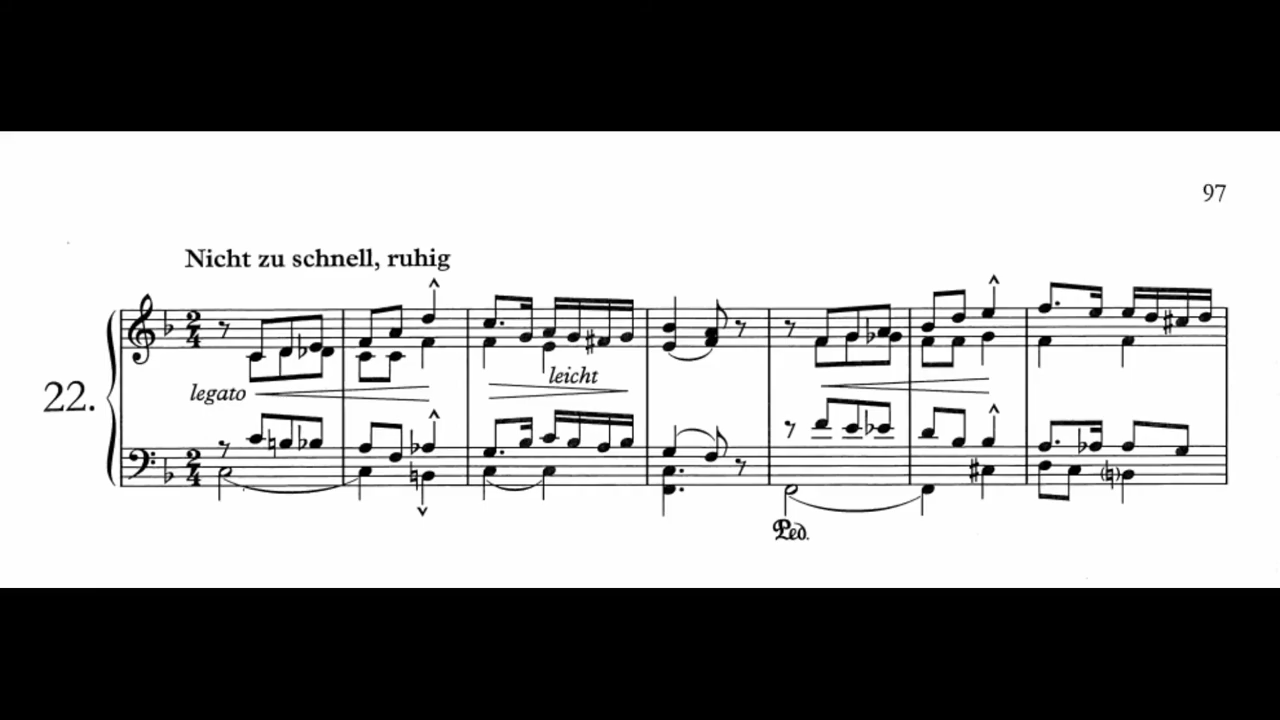 97
Nicht zu schnell, ruhig
22.
legato
leicht
Ped.